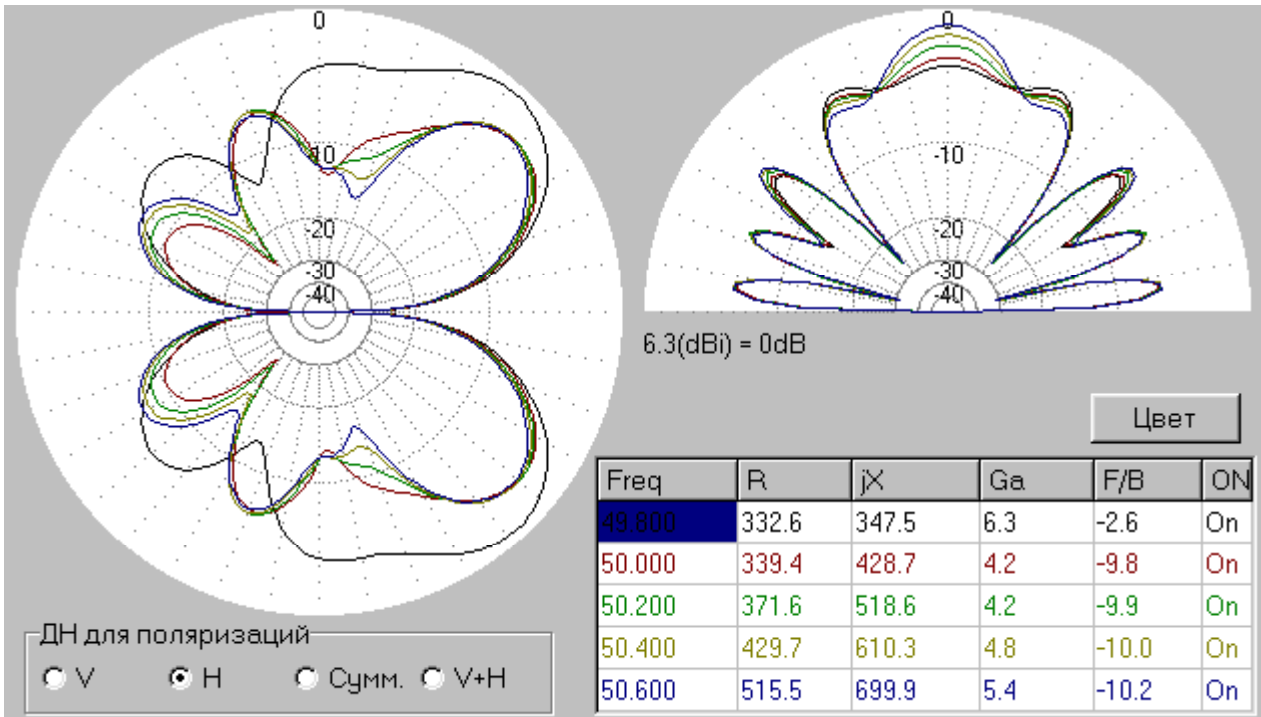 0
-10
-20
-30
-40
0
-10
-20
-30
-40
6.3(dBi) = 0dB
Цвет
Freq R jX Ga F/B ON
49.800 332.6 347.5 6.3 -2.6 On
50.000 339.4 428.7 4.2 -9.8 On
50.200 371.6 518.6 4.2 -9.9 On
50.400 429.7 610.3 4.8 -10.0 On
50.600 515.5 699.9 5.4 -10.2 On
ДН для поляризаций
V H Сумм. V+H